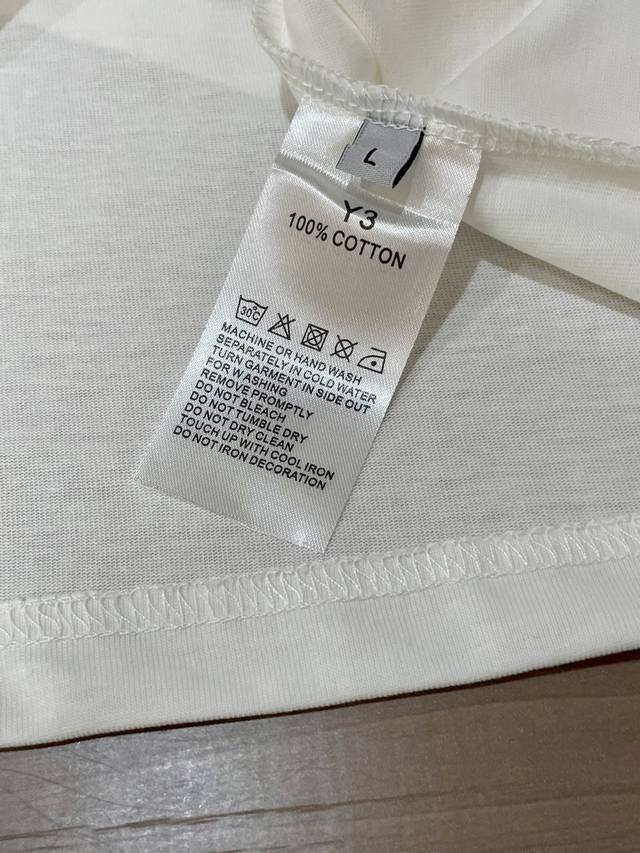 L
Y3
100% COTTON
30°C
MACHINE OR HAND WASH
SEPARATELY IN COLD WATER
TURN GARMENT IN SIDE OUT
FOR WASHING
REMOVE PROMPTLY
DO NOT BLEACH
DO NOT TUMBLE DRY
DO NOT DRY CLEAN
TOUCH UP WITH COOL IRON
DO NOT IRON DECORATION